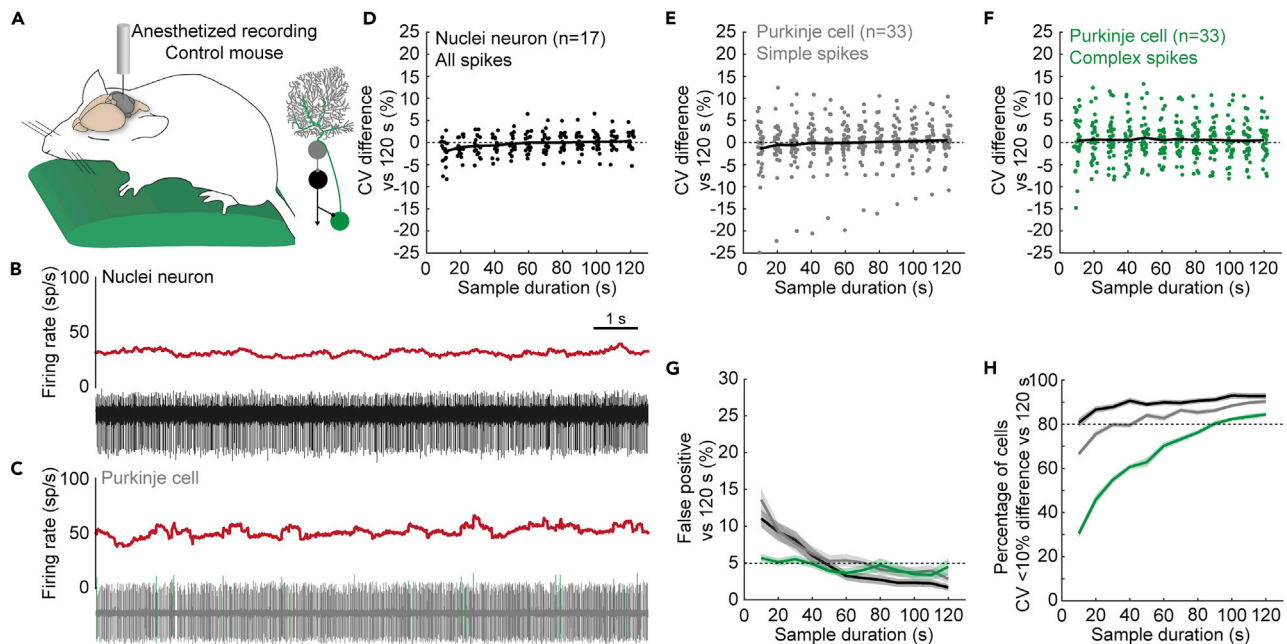 A
Anesthetized recording
Control mouse
B
Nuclei neuron
Firing rate (sp/s)
100
50
0
1 s
C
Purkinje cell
Firing rate (sp/s)
100
50
0
D
Nuclei neuron (n=17)
All spikes
CV difference
vs 120 s (%)
25
20
15
10
5
0
-5
-10
-15
-20
-25
0 20 40 60 80 100 120
Sample duration (s)
E
Purkinje cell (n=33)
Simple spikes
CV difference
vs 120 s (%)
25
20
15
10
5
0
-5
-10
-15
-20
-25
0 20 40 60 80 100 120
Sample duration (s)
F
Purkinje cell (n=33)
Complex spikes
CV difference
vs 120 s (%)
25
20
15
10
5
0
-5
-10
-15
-20
-25
0 20 40 60 80 100 120
Sample duration (s)
G
False positive
vs 120 s (%)
30
25
20
15
10
5
0
0 20 40 60 80 100 120
Sample duration (s)
H
Percentage of cells
CV <10% difference vs 120 s
100
90
80
70
60
50
40
30
20
10
0
0 20 40 60 80 100 120
Sample duration (s)